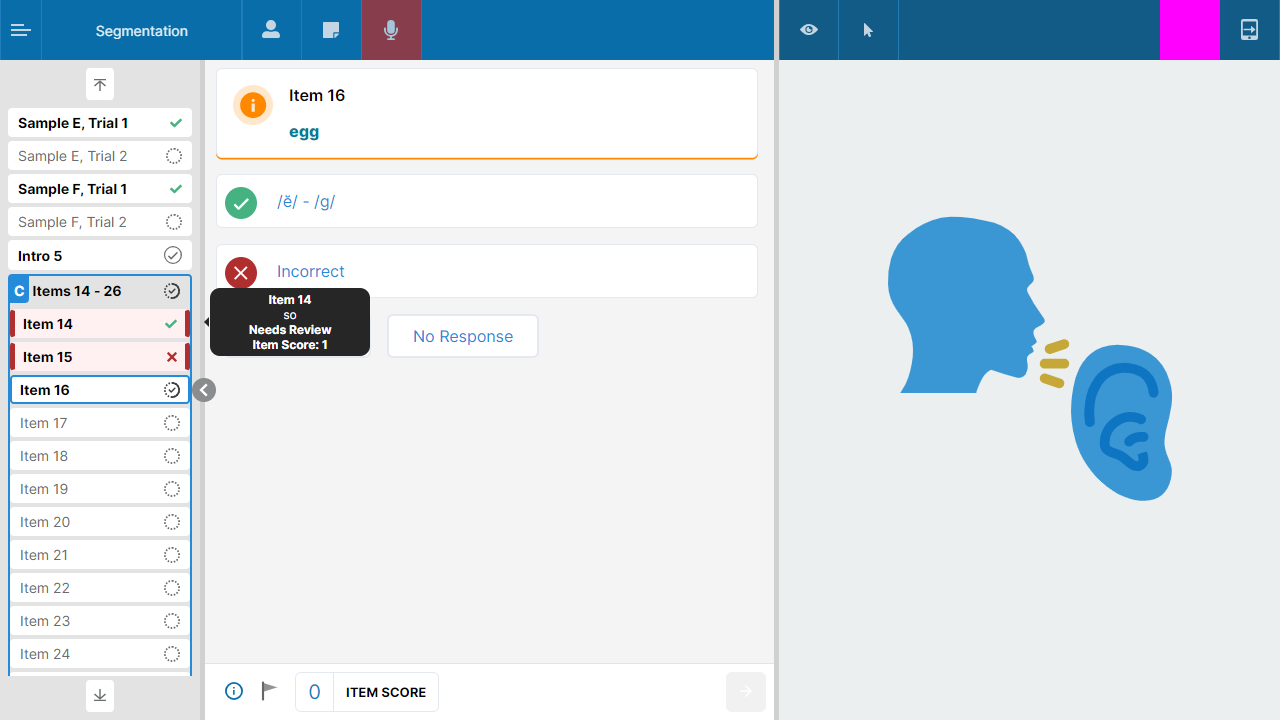 Segmentation
Sample E, Trial 1
Sample E, Trial 2
Sample F, Trial 1
Sample F, Trial 2
Intro 5
C Items 14 - 26
Item 14
Item 15
Item 16
Item 17
Item 18
Item 19
Item 20
Item 21
Item 22
Item 23
Item 24
Item 16
egg
/ĕ/ - /g/
Incorrect
Item 14
so
Needs Review
Item Score: 1
No Response
0 ITEM SCORE